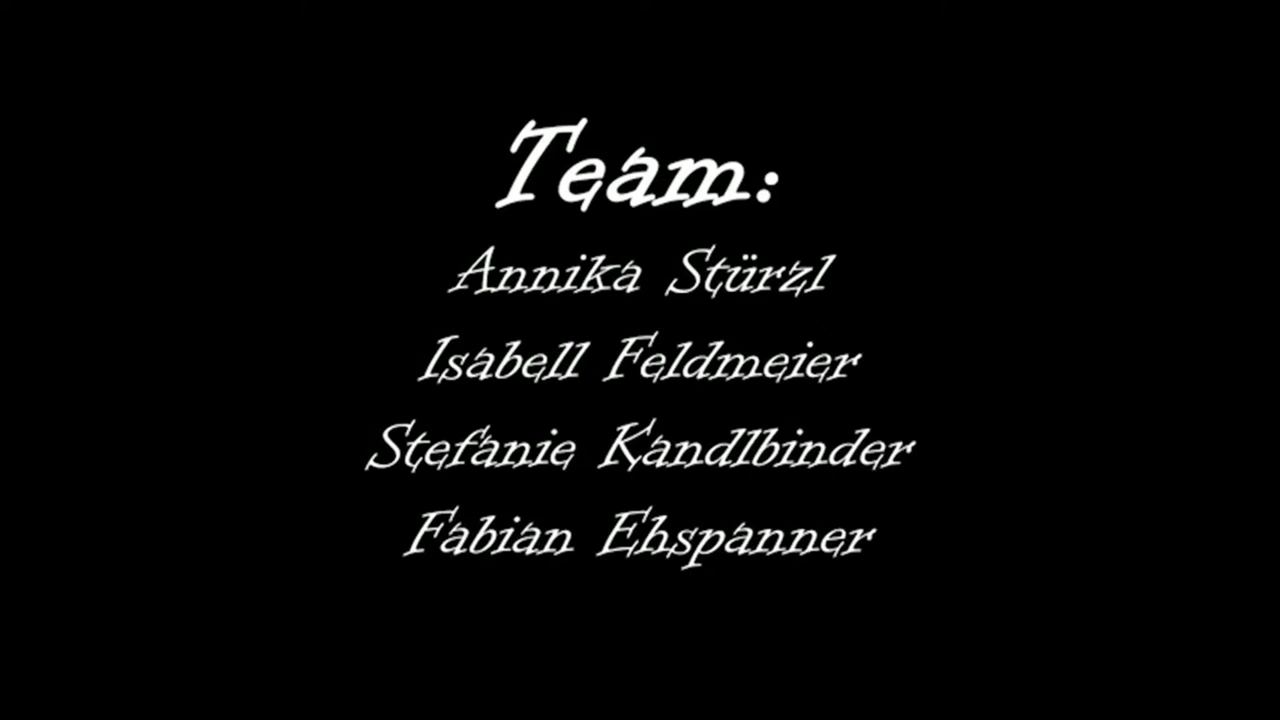 Team:
Annika Stürzl
Isabell Feldmeier
Stefanie Kandlbinder
Fabian Ehspanner